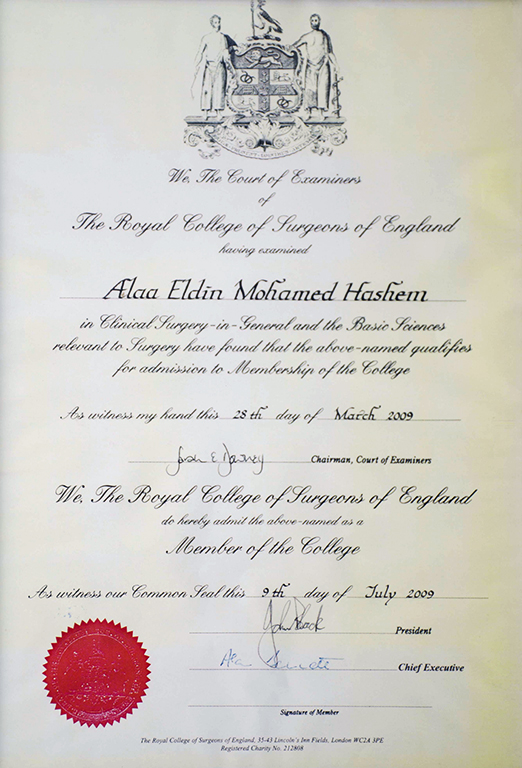 We, The Court of Examiners
of
The Royal College of Surgeons of England
having examined
Alaa Eldin Mohamed Hashem
in Clinical Surgery-in-General and the Basic Sciences
relevant to Surgery have found that the above-named qualifies
for admission to Membership of the College
As witness my hand this 28th day of March 2009
Chairman, Court of Examiners
We, The Royal College of Surgeons of England
do hereby admit the above-named as a
Member of the College
As witness our Common Seal this 9th day of July 2009
John Black
President
Chief Executive
Signature of Member
The Royal College of Surgeons of England, 35-43 Lincoln's Inn Fields, London WC2A 3PE
Registered Charity No. 212808